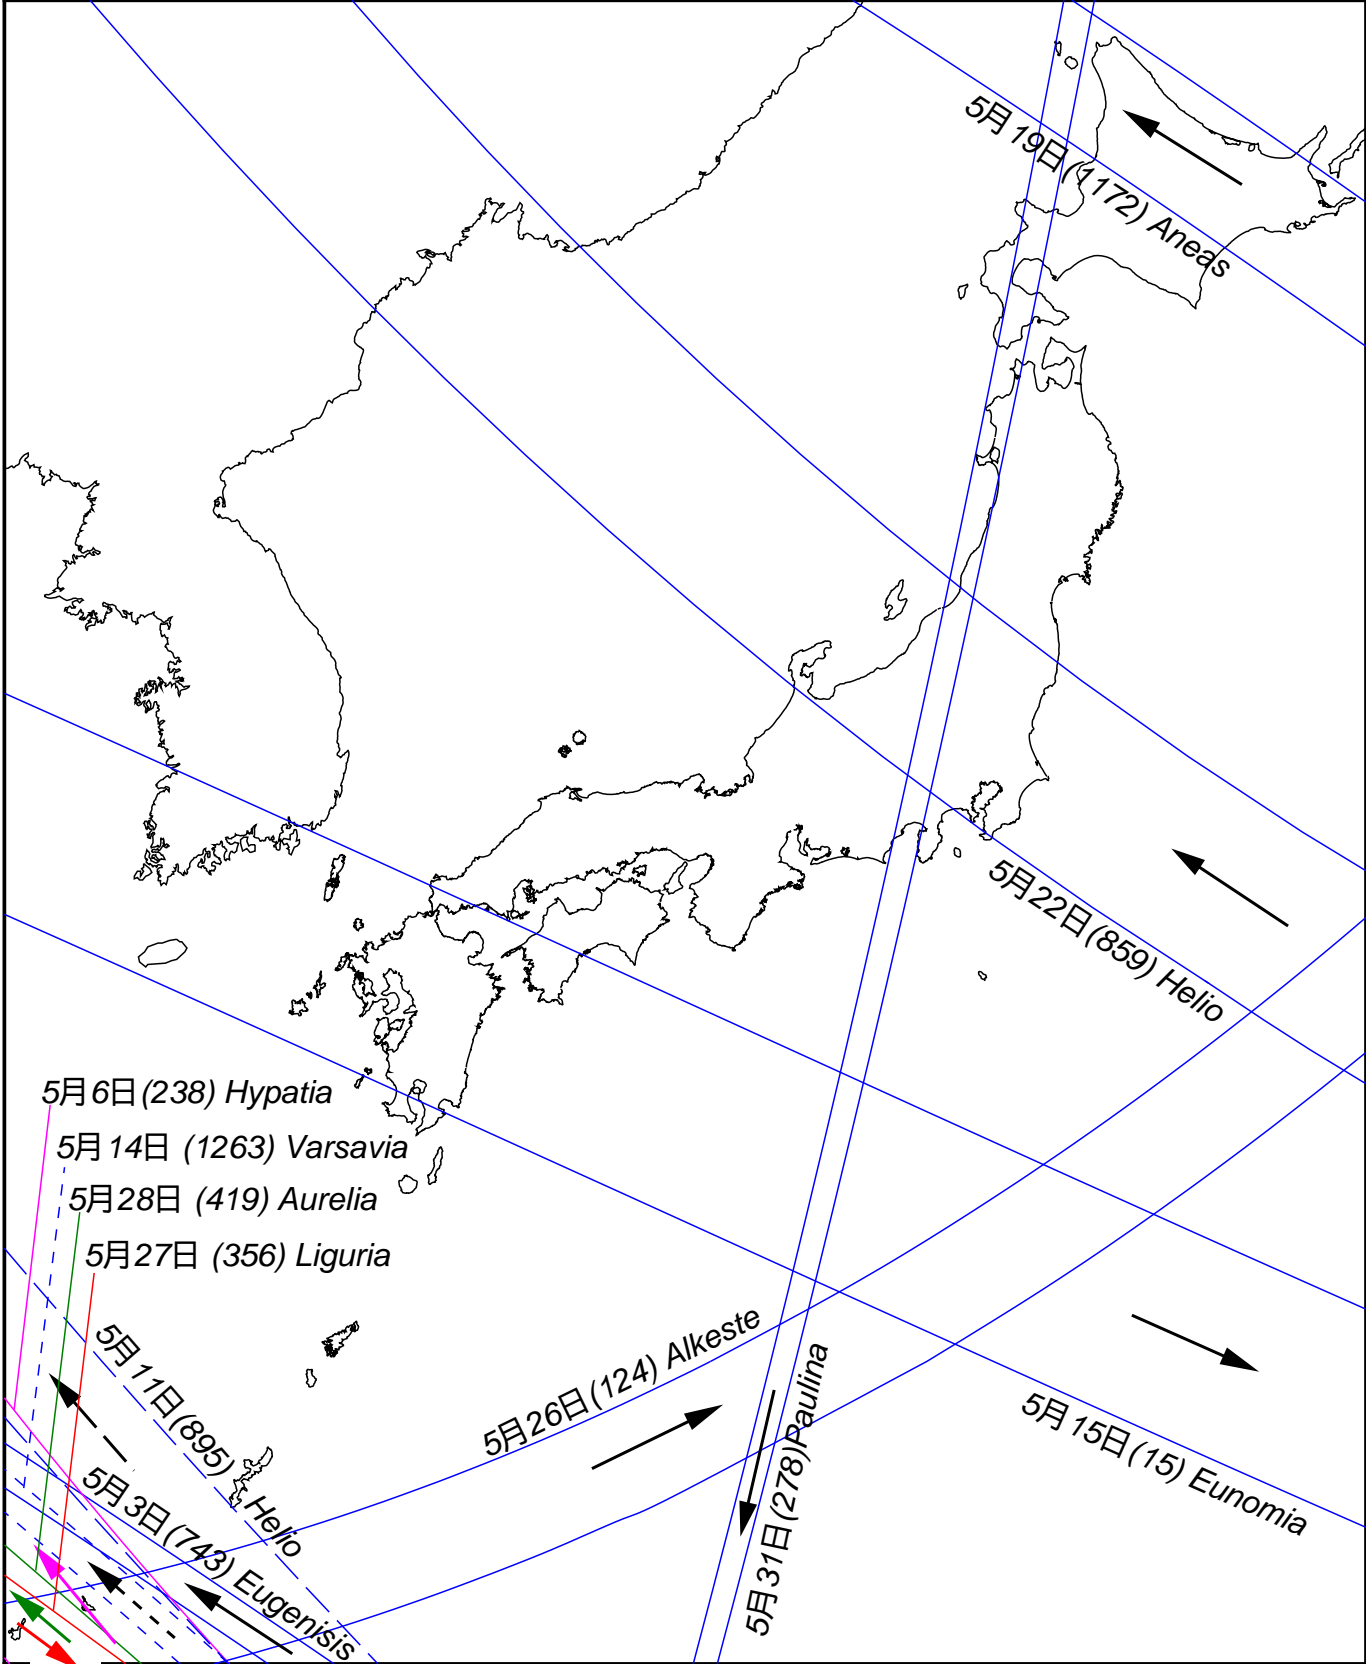 5月19日(1172) Aneas
5月22日(859) Helio
5月6日(238) Hypatia
5月14日 (1263) Varsavia
5月28日 (419) Aurelia
5月27日 (356) Liguria
5月11日(895) Helio
5月26日(124) Alkeste
5月31日(278)Paulina
5月15日(15) Eunomia
5月3日(743) Eugenisis